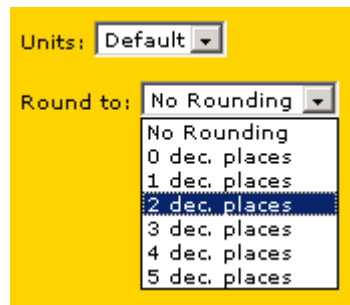 Units: Default
Round to: No Rounding
No Rounding
0 dec. places
1 dec. places
2 dec. places
3 dec. places
4 dec. places
5 dec. places